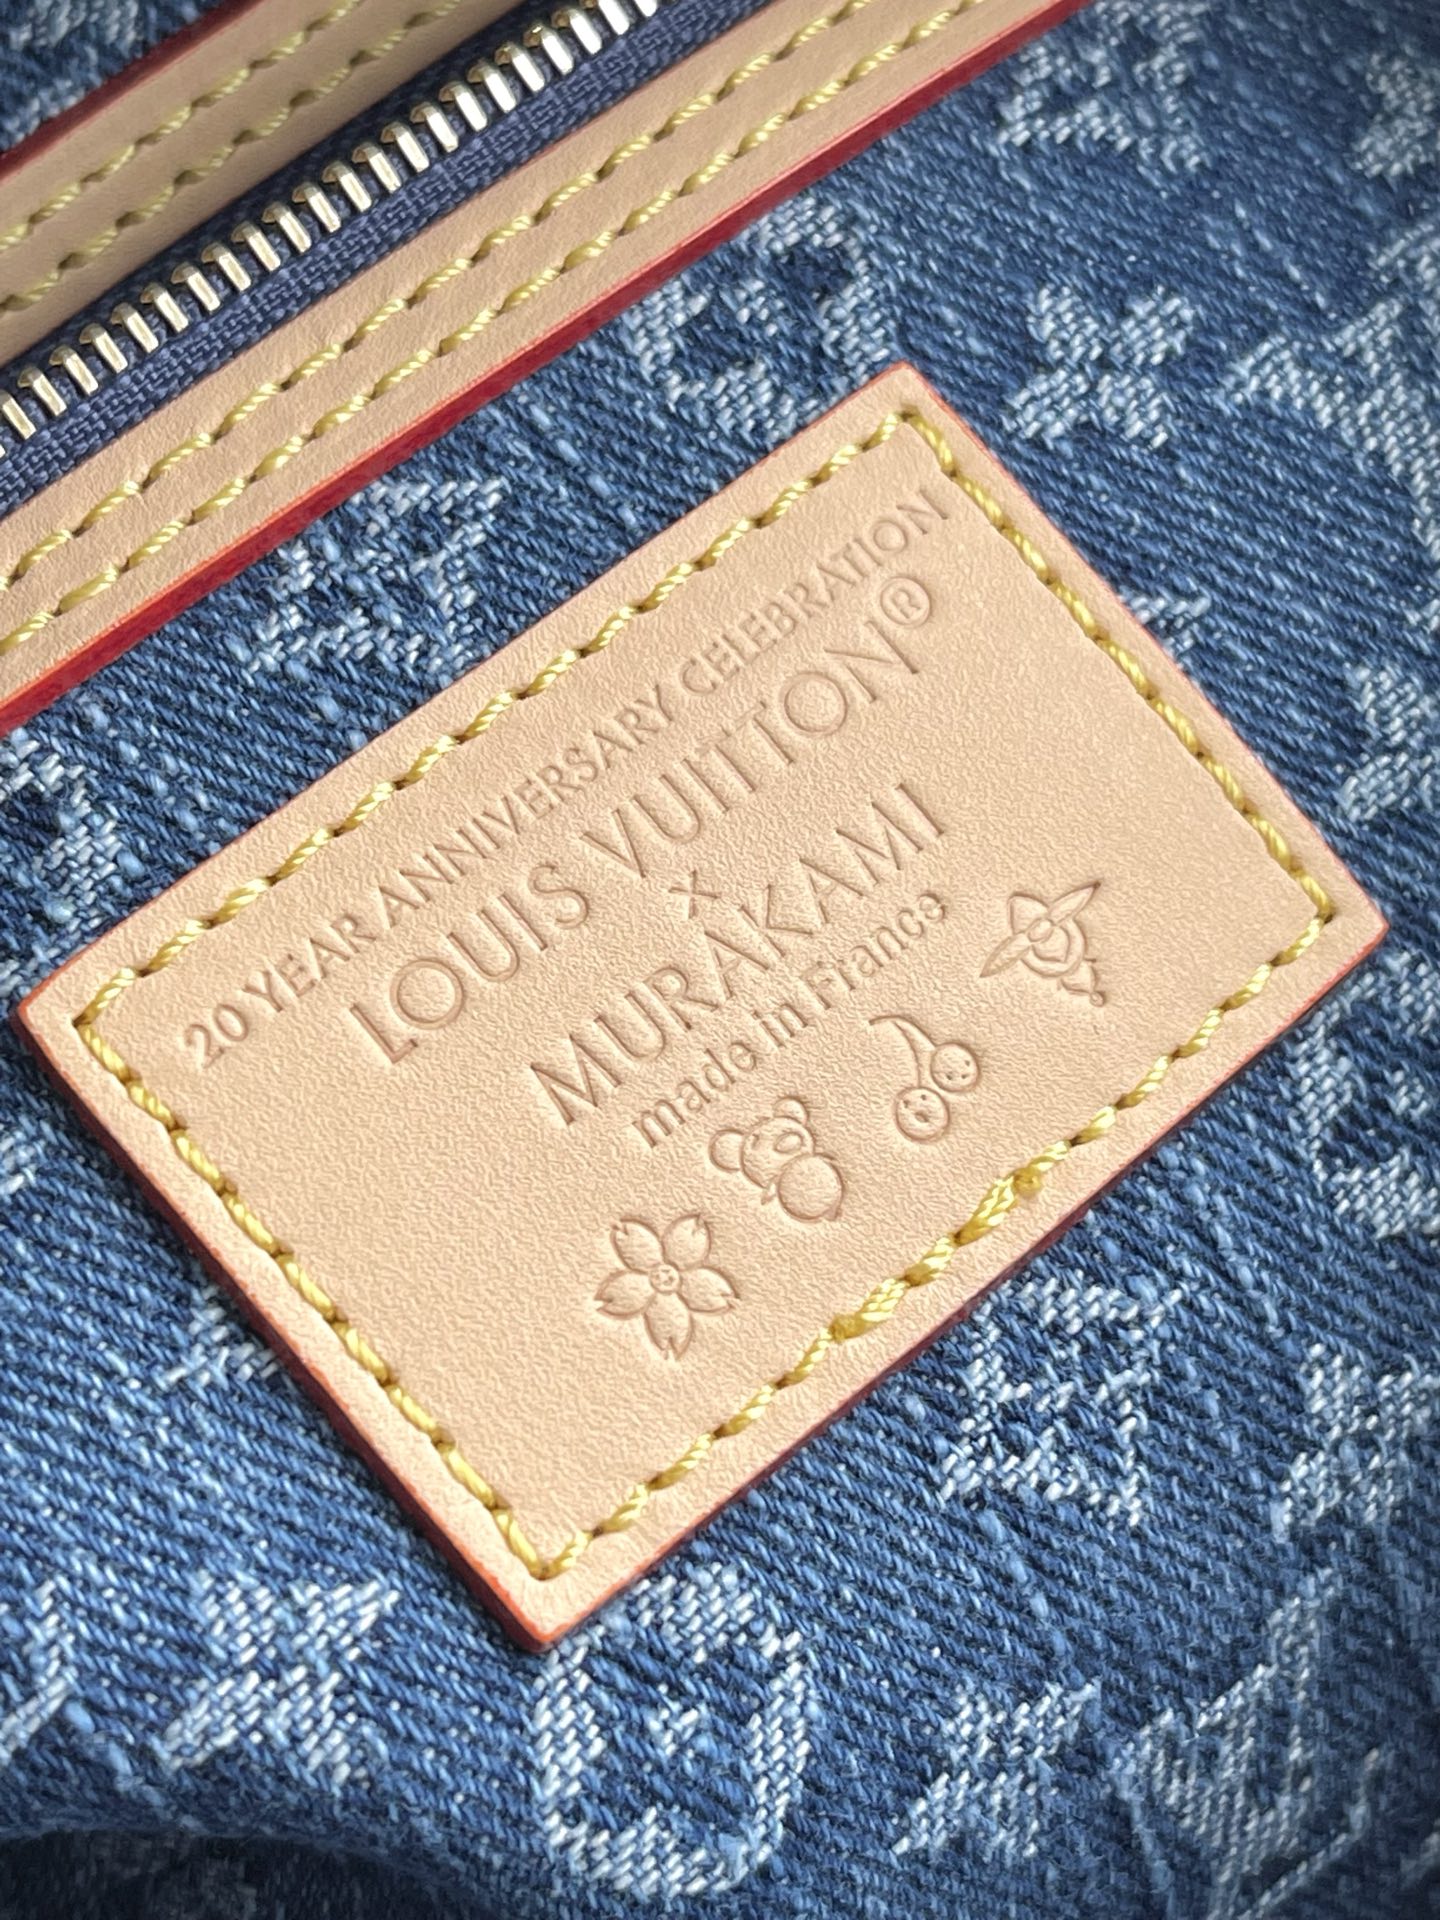 20 YEAR ANNIVERSARY CELEBRATION
LOUIS VUITTON®
×
MURAKAMI
made in France